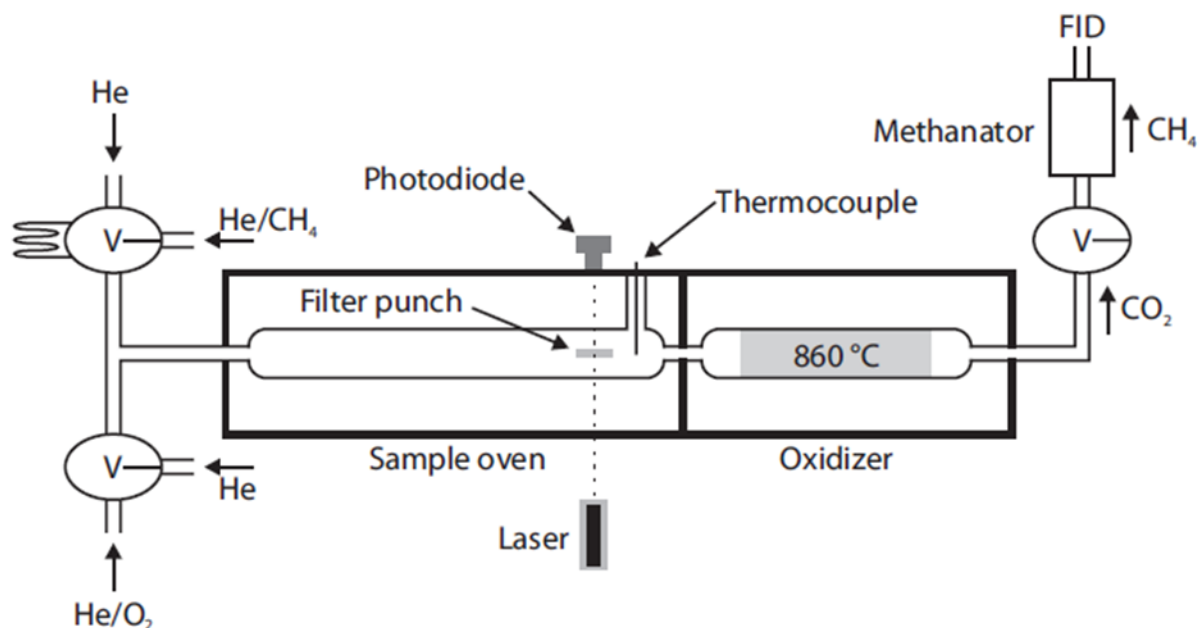 FID
He
Methanator
CH₄
Photodiode
Thermocouple
He/CH₄
V
V
Filter punch
CO₂
860 °C
Sample oven
Oxidizer
V
He
Laser
He/O₂